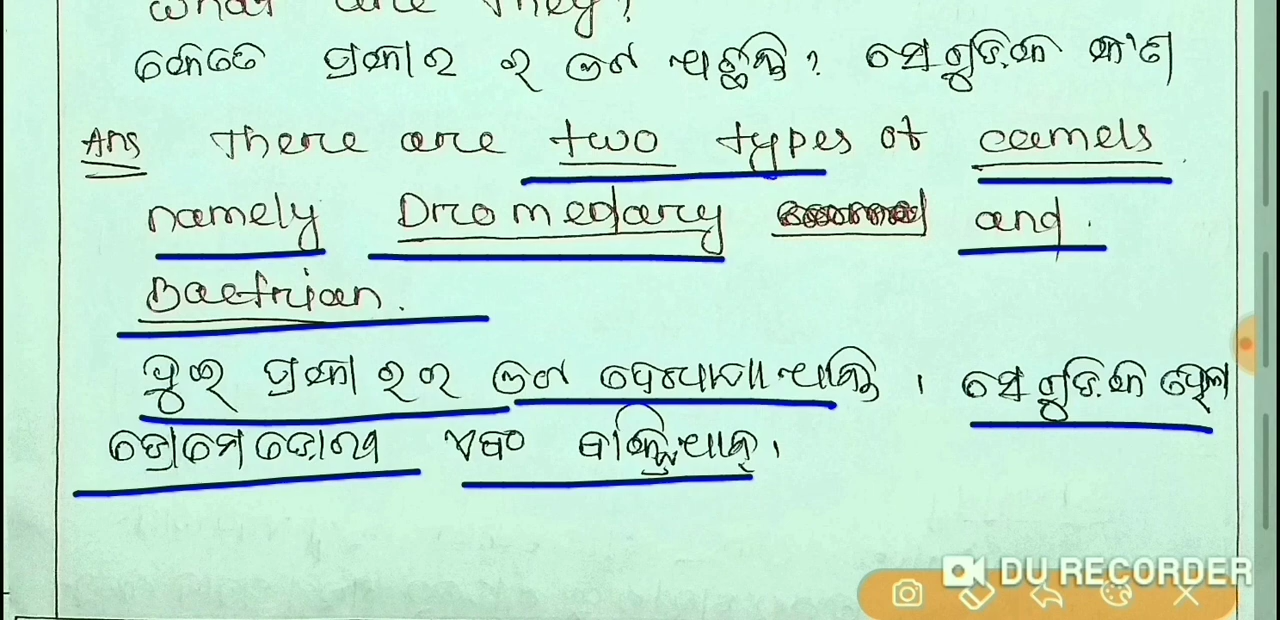 What are they?
କେତେ ପ୍ରକାର ର ଓଟ ଅଛନ୍ତି? ସେଗୁଡ଼ିକ କ'ଣ
Ans There are two types of camels
namely Dromedary and.
Bactrian.
ଦୁଇ ପ୍ରକାରର ଓଟ ଦେଖାଯାଆନ୍ତି । ସେଗୁଡ଼ିକ ହେଲା
ଡ୍ରୋମେଡୋରୀ ଏବଂ ବାକ୍ଟ୍ରିଆନ୍ ।
DU RECORDER